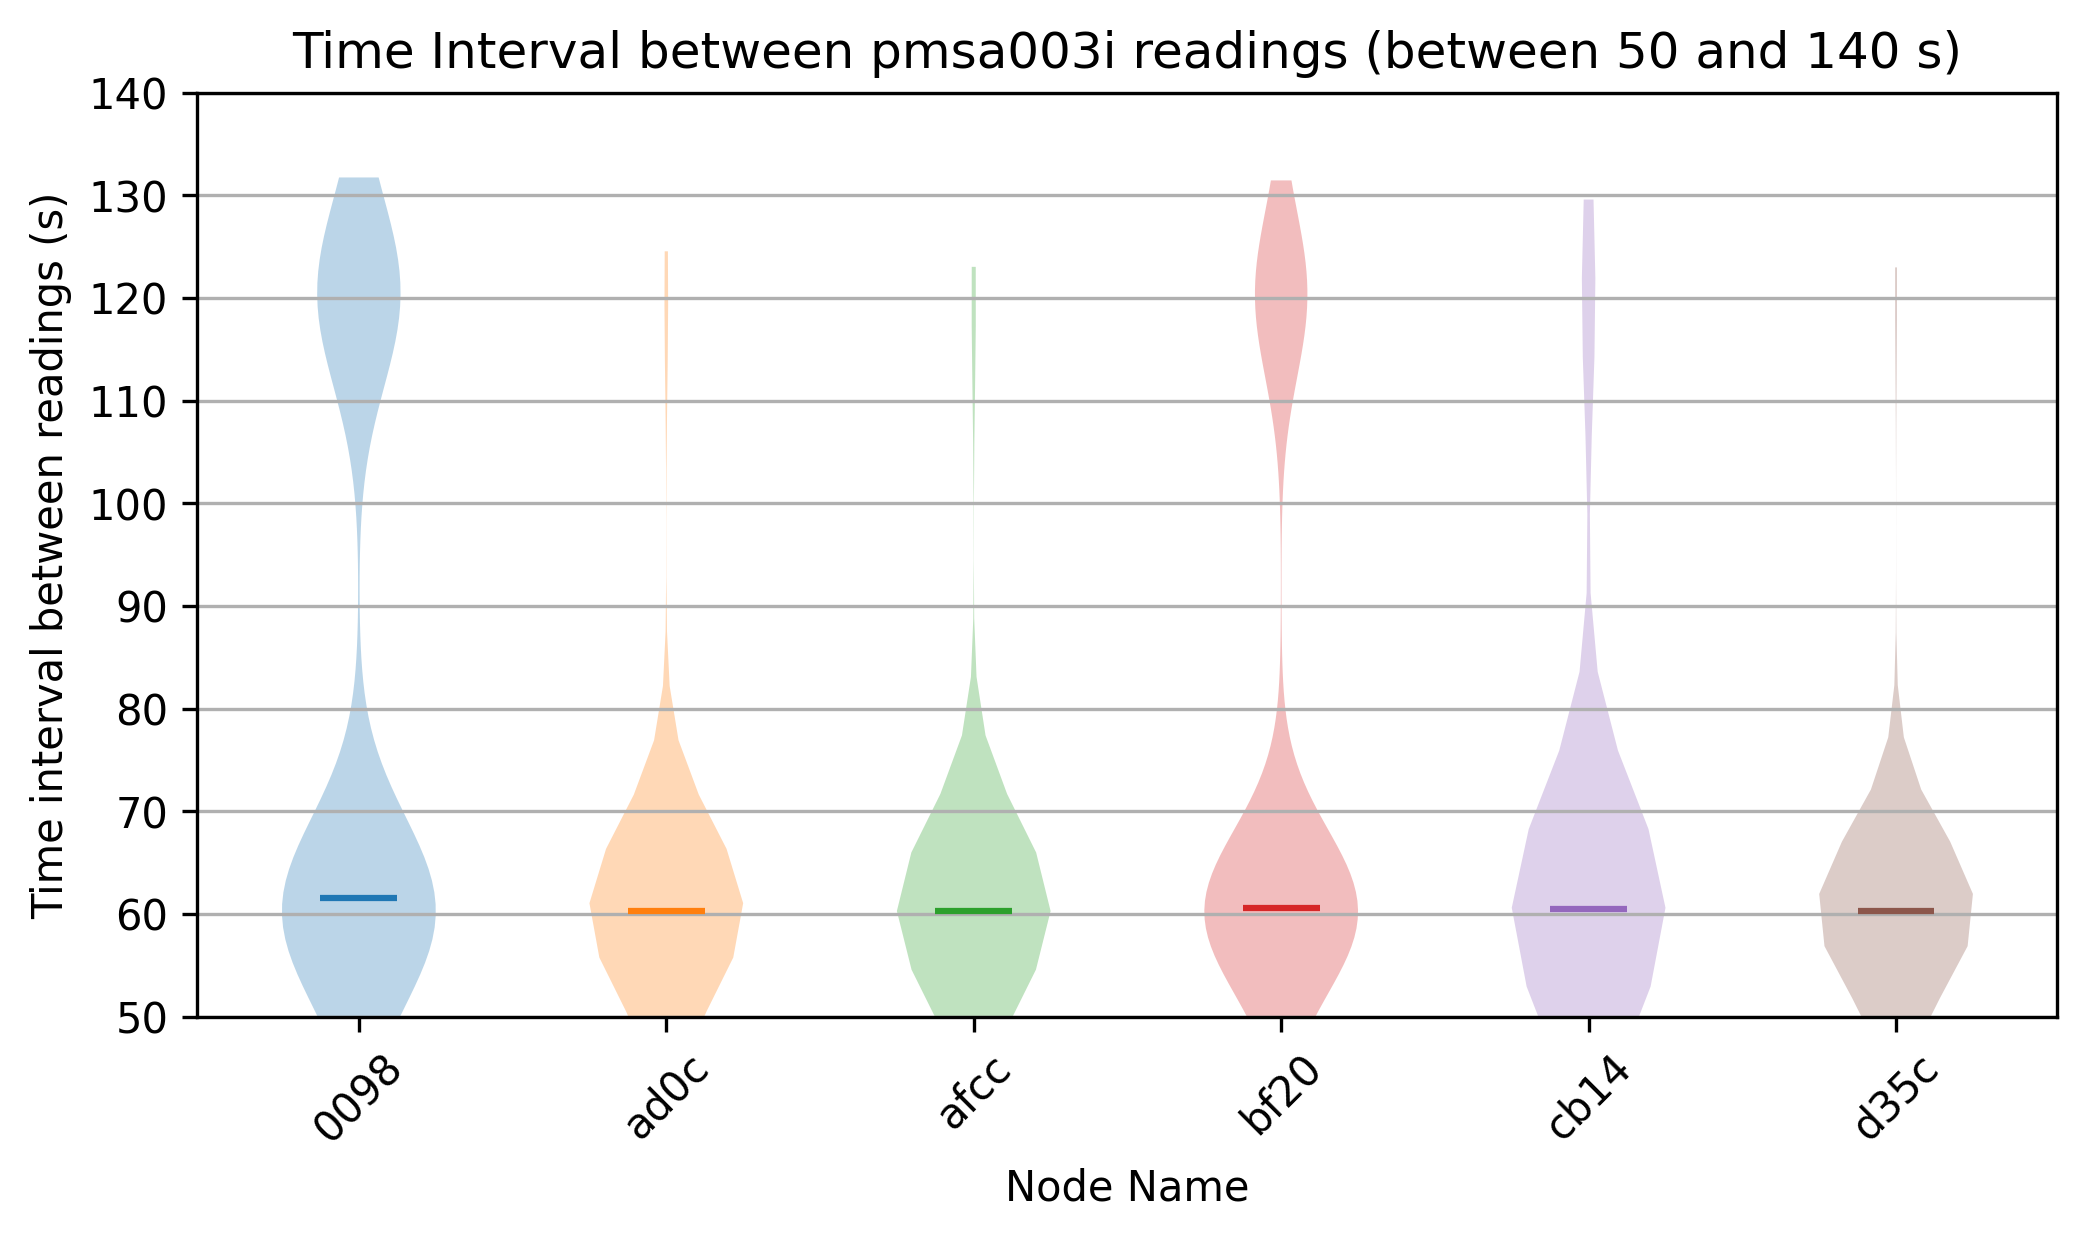 Time Interval between pmsa003i readings (between 50 and 140 s)
Time interval between readings (s)
140
130
120
110
100
90
80
70
60
50
0098
ad0c
afcc
bf20
cb14
d35c
Node Name